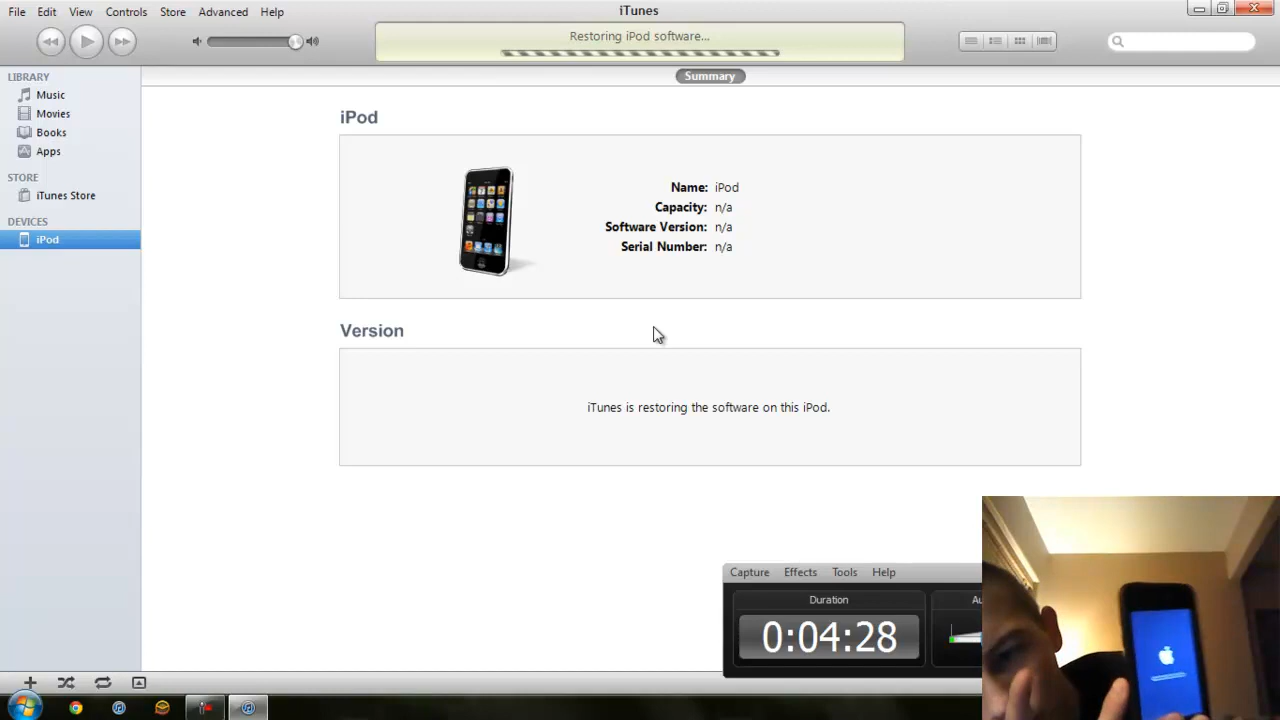 File Edit View Controls Store Advanced Help
iTunes
Restoring iPod software...
LIBRARY
Music
Movies
Books
Apps
STORE
iTunes Store
DEVICES
iPod
Summary
iPod
Name: iPod
Capacity: n/a
Software Version: n/a
Serial Number: n/a
Version
iTunes is restoring the software on this iPod.
Capture Effects Tools Help
Duration
0:04:28